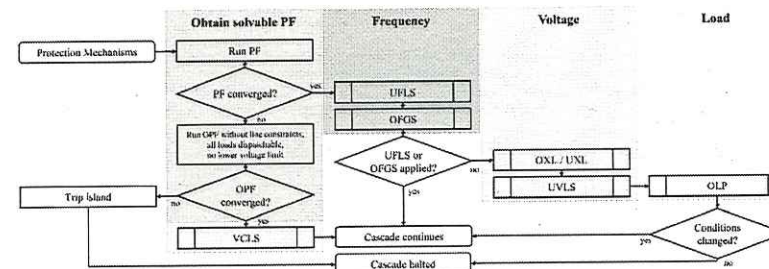 Obtain solvable PF
Frequency
Voltage
Load
Protection Mechanisms
Run PF
PF converged?
yes
no
UFLS
OFGS
Run OPF without line constraints,
all loads dispatchable,
no lower voltage limit
UFLS or
OFGS applied?
no
yes
OXL / UXL
UVLS
OLP
Trip island
no
OPF
converged?
yes
VCLS
Cascade continues
yes
Conditions
changed?
no
Cascade halted